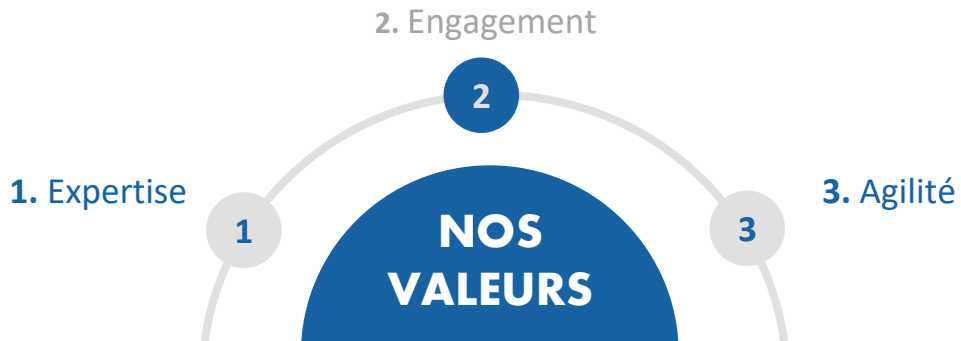 2. Engagement
2
1. Expertise
1
3. Agilité
3
NOS
VALEURS